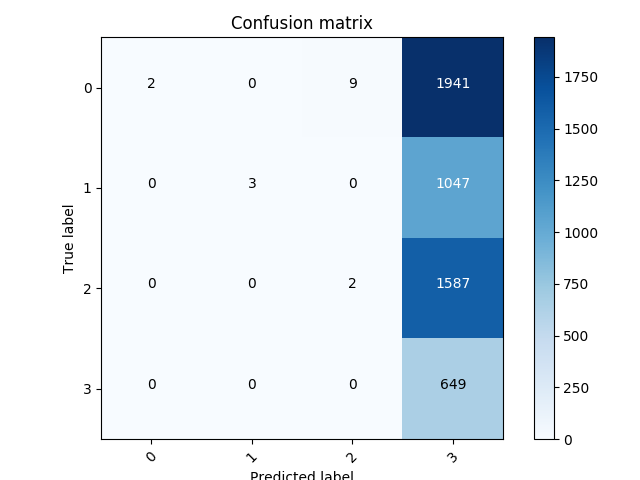 Confusion matrix
0 2 0 9 1941
1 0 3 0 1047
2 0 0 2 1587
3 0 0 0 649
0 1 2 3
True label
Predicted label
1750
1500
1250
1000
750
500
250
0